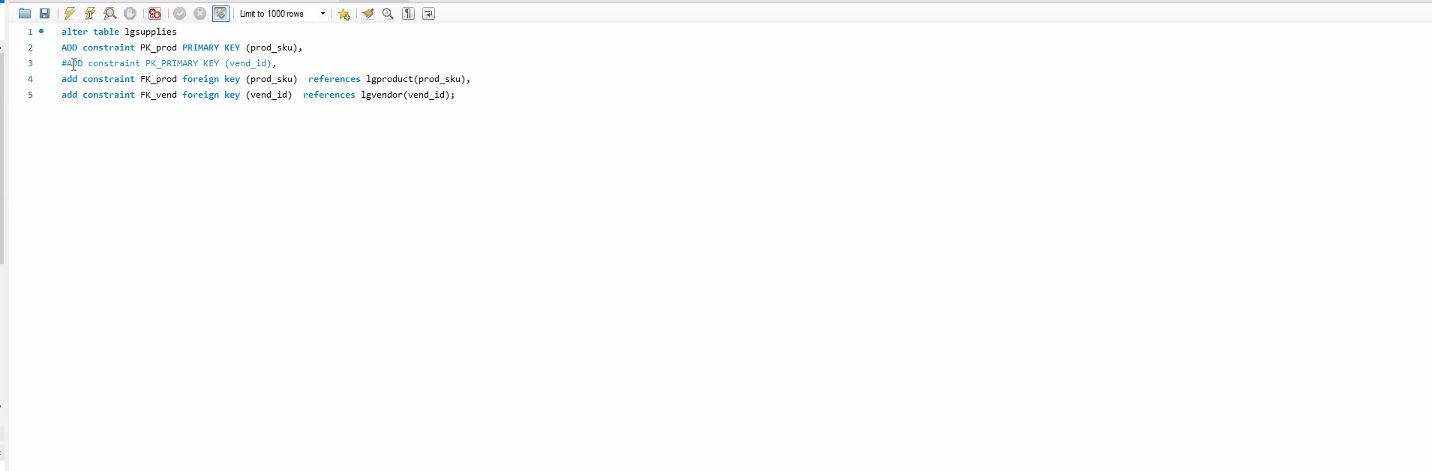 Limit to 1000 rows
1 alter table lgsupplies
2 ADD constraint PK_prod PRIMARY KEY (prod_sku),
3 #ADD constraint PK_PRIMARY KEY (vend_id),
4 add constraint FK_prod foreign key (prod_sku)  references lgproduct(prod_sku),
5 add constraint FK_vend foreign key (vend_id)  references lgvendor(vend_id);